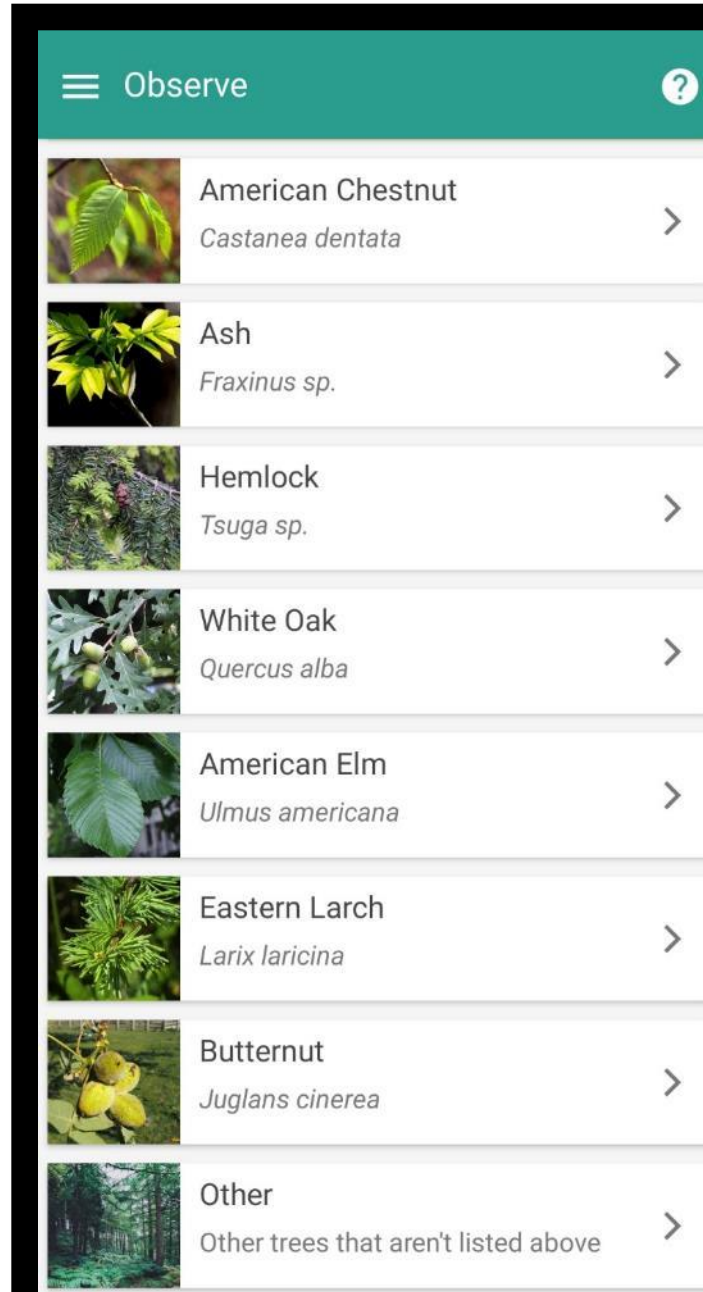 Observe
?
American Chestnut
Castanea dentata
Ash
Fraxinus sp.
Hemlock
Tsuga sp.
White Oak
Quercus alba
American Elm
Ulmus americana
Eastern Larch
Larix laricina
Butternut
Juglans cinerea
Other
Other trees that aren't listed above